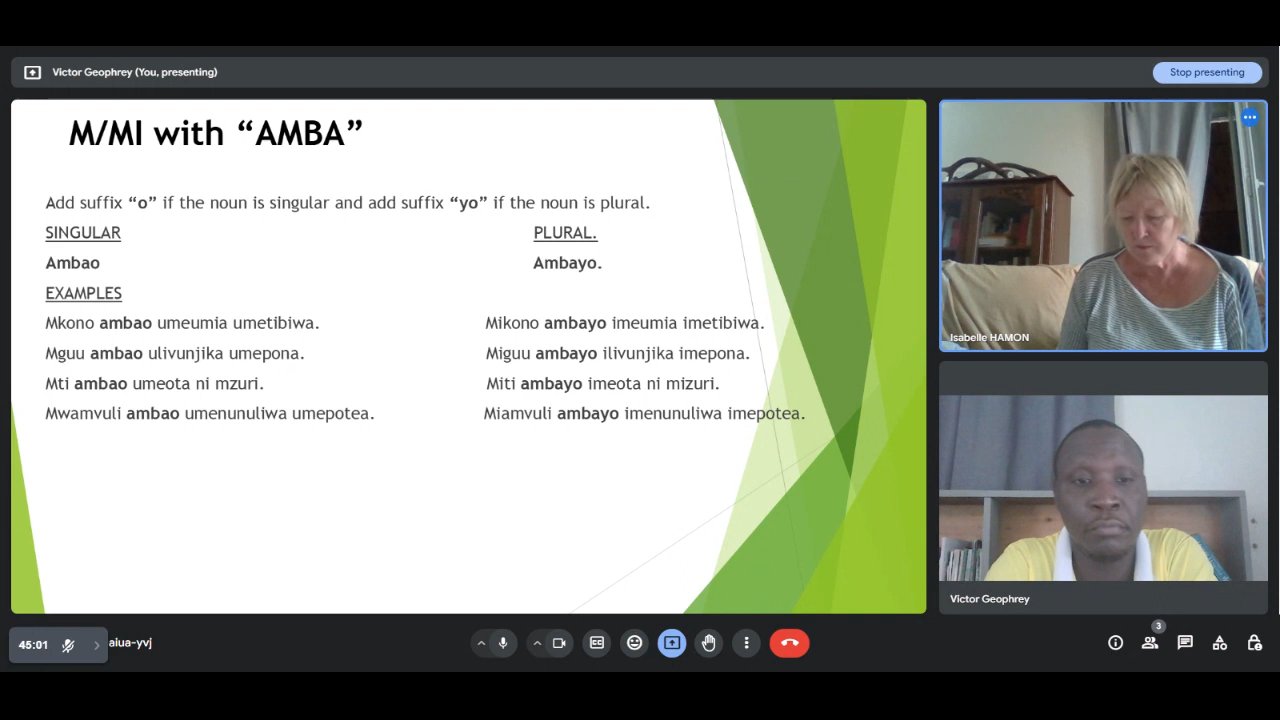 Victor Geophrey (You, presenting)
Stop presenting
M/MI with “AMBA”
Add suffix “o” if the noun is singular and add suffix “yo” if the noun is plural.
SINGULAR PLURAL.
Ambao Ambayo.
EXAMPLES
Mkono ambao umeumia umetibiwa. Mikono ambayo imeumia imetibiwa.
Mguu ambao ulivunjika umepona. Miguu ambayo ilivunjika imepona.
Mti ambao umeota ni mzuri. Miti ambayo imeota ni mizuri.
Mwamvuli ambao umenunuliwa umepotea. Miamvuli ambayo imenunuliwa imepotea.
Isabelle HAMON
Victor Geophrey
45:01
aiua-yvj
3